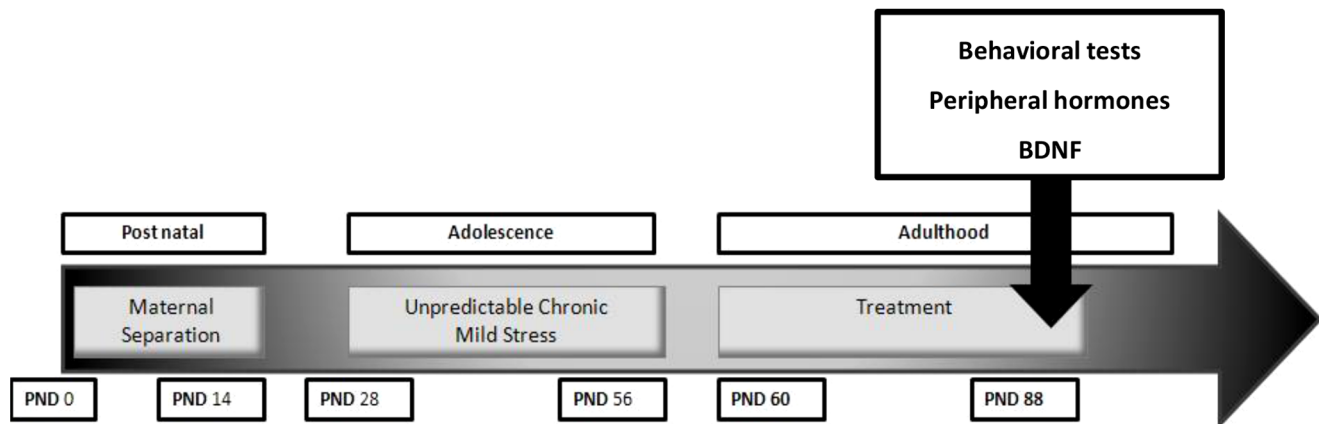 Behavioral tests
Peripheral hormones
BDNF
Post natal
Adolescence
Adulthood
Maternal
Separation
Unpredictable Chronic
Mild Stress
Treatment
PND 0
PND 14
PND 28
PND 56
PND 60
PND 88